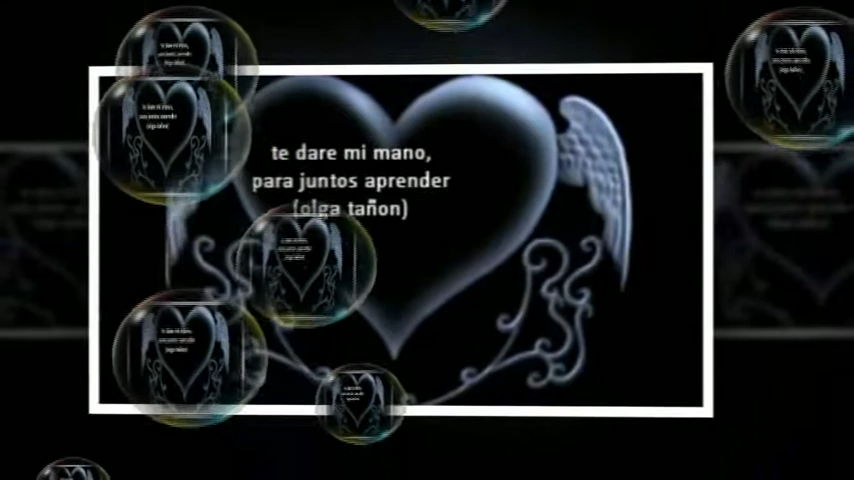 te dare mi mano,
para juntos aprender
(olga tañon)